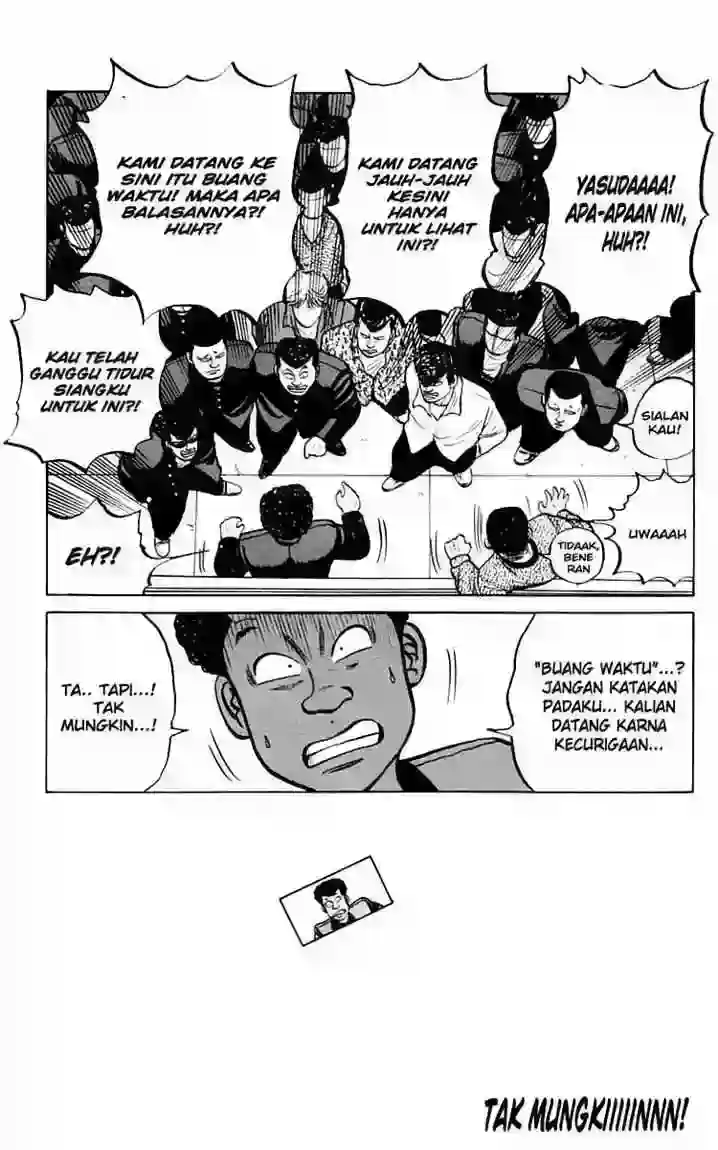 YASUDAAAA!
APA-APAAN INI,
HUH?!
KAMI DATANG
JAUH-JAUH
KESINI
HANYA
UNTUK LIHAT
INI?!
KAMI DATANG KE
SINI ITU BUANG
WAKTU! MAKA APA
BALASANNYA?!
HUH?!
KAU TELAH
GANGGU TIDUR
SIANGKU
UNTUK INI?!
SIALAN
KAU!
UWAAAH
TIDAAK,
BENE
RAN
EH?!
"BUANG WAKTU"...?
JANGAN KATAKAN
PADAKU... KALIAN
DATANG KARNA
KECURIGAAN...
TA.. TAPI...!
TAK
MUNGKIN...!
TAK MUNGKIIIIINNN!